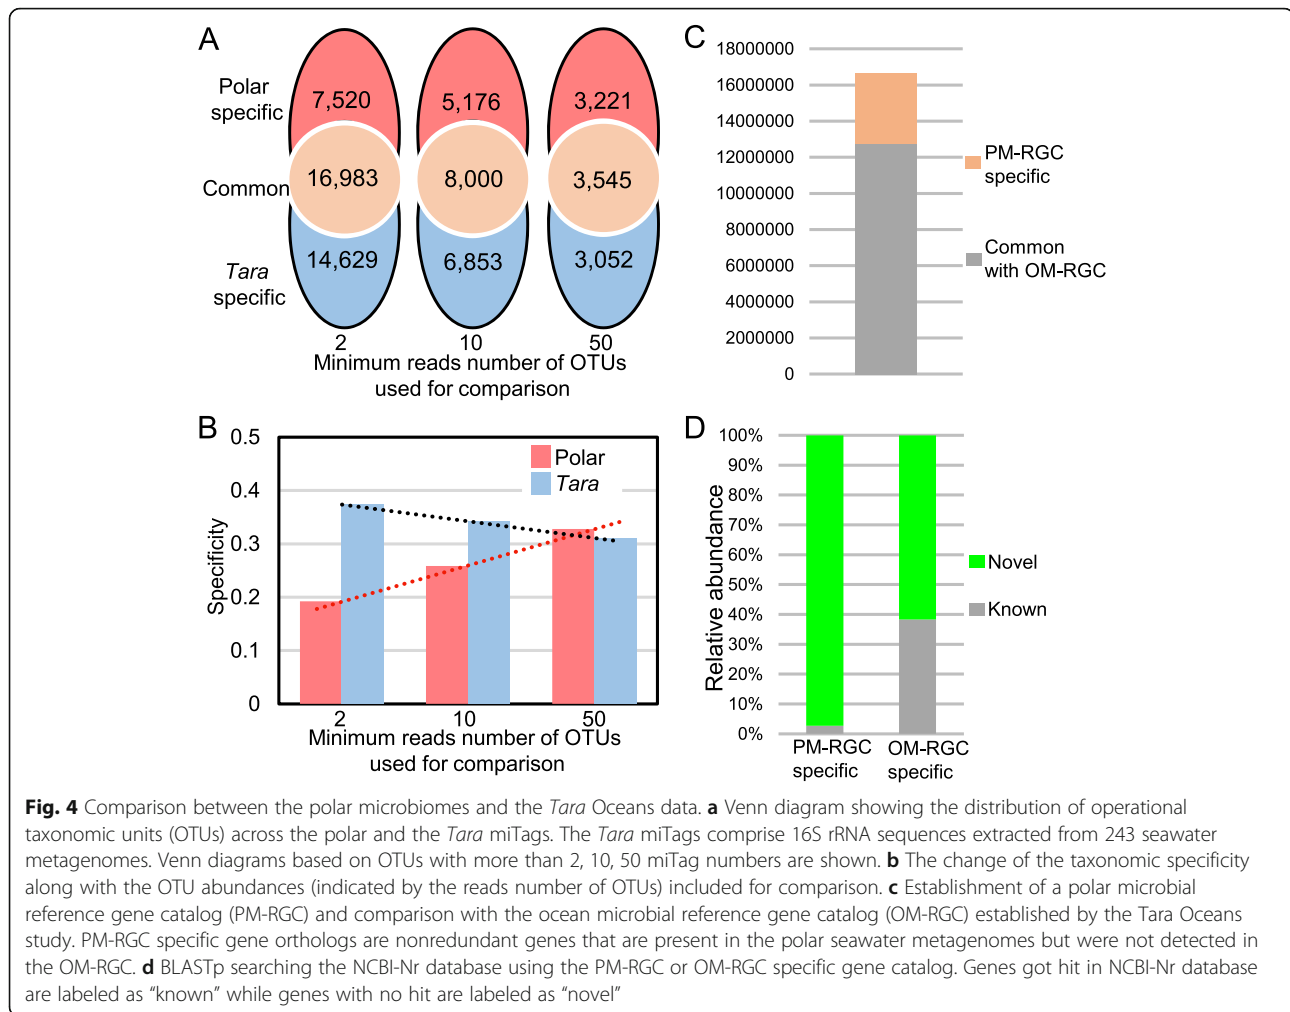 A
Polar
specific
Common
Tara
specific
7,520
5,176
3,221
16,983
8,000
3,545
14,629
6,853
3,052
2
10
50
Minimum reads number of OTUs
used for comparison
C
18000000
16000000
14000000
12000000
10000000
8000000
6000000
4000000
2000000
0
PM-RGC
specific
Common
with OM-RGC
B
Specificity
0.5
0.4
0.3
0.2
0.1
0
Polar
Tara
2
10
50
Minimum reads number of OTUs
used for comparison
D
Relative abundance
100%
90%
80%
70%
60%
50%
40%
30%
20%
10%
0%
Novel
Known
PM-RGC
specific
OM-RGC
specific
Fig. 4 Comparison between the polar microbiomes and the Tara Oceans data. a Venn diagram showing the distribution of operational
taxonomic units (OTUs) across the polar and the Tara miTags. The Tara miTags comprise 16S rRNA sequences extracted from 243 seawater
metagenomes. Venn diagrams based on OTUs with more than 2, 10, 50 miTag numbers are shown. b The change of the taxonomic specificity
along with the OTU abundances (indicated by the reads number of OTUs) included for comparison. c Establishment of a polar microbial
reference gene catalog (PM-RGC) and comparison with the ocean microbial reference gene catalog (OM-RGC) established by the Tara Oceans
study. PM-RGC specific gene orthologs are nonredundant genes that are present in the polar seawater metagenomes but were not detected in
the OM-RGC. d BLASTp searching the NCBI-Nr database using the PM-RGC or OM-RGC specific gene catalog. Genes got hit in NCBI-Nr database
are labeled as “known” while genes with no hit are labeled as “novel”